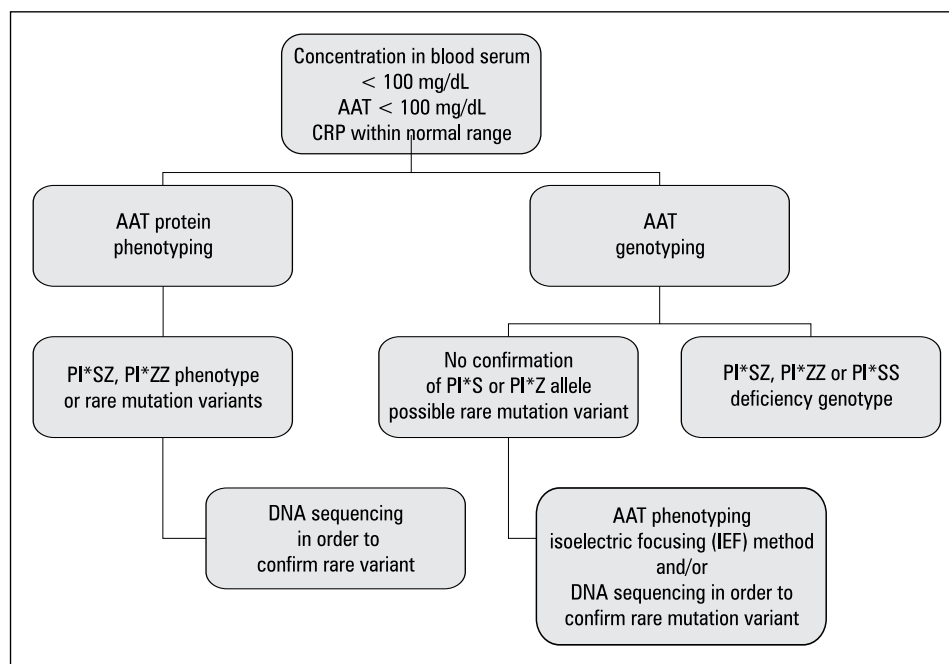 Concentration in blood serum
< 100 mg/dL
AAT < 100 mg/dL
CRP within normal range
AAT protein
phenotyping
AAT
genotyping
PI*SZ, PI*ZZ phenotype
or rare mutation variants
No confirmation
of PI*S or PI*Z allele
possible rare mutation variant
PI*SZ, PI*ZZ or PI*SS
deficiency genotype
DNA sequencing
in order to
confirm rare variant
AAT phenotyping
isoelectric focusing (IEF) method
and/or
DNA sequencing in order to
confirm rare mutation variant